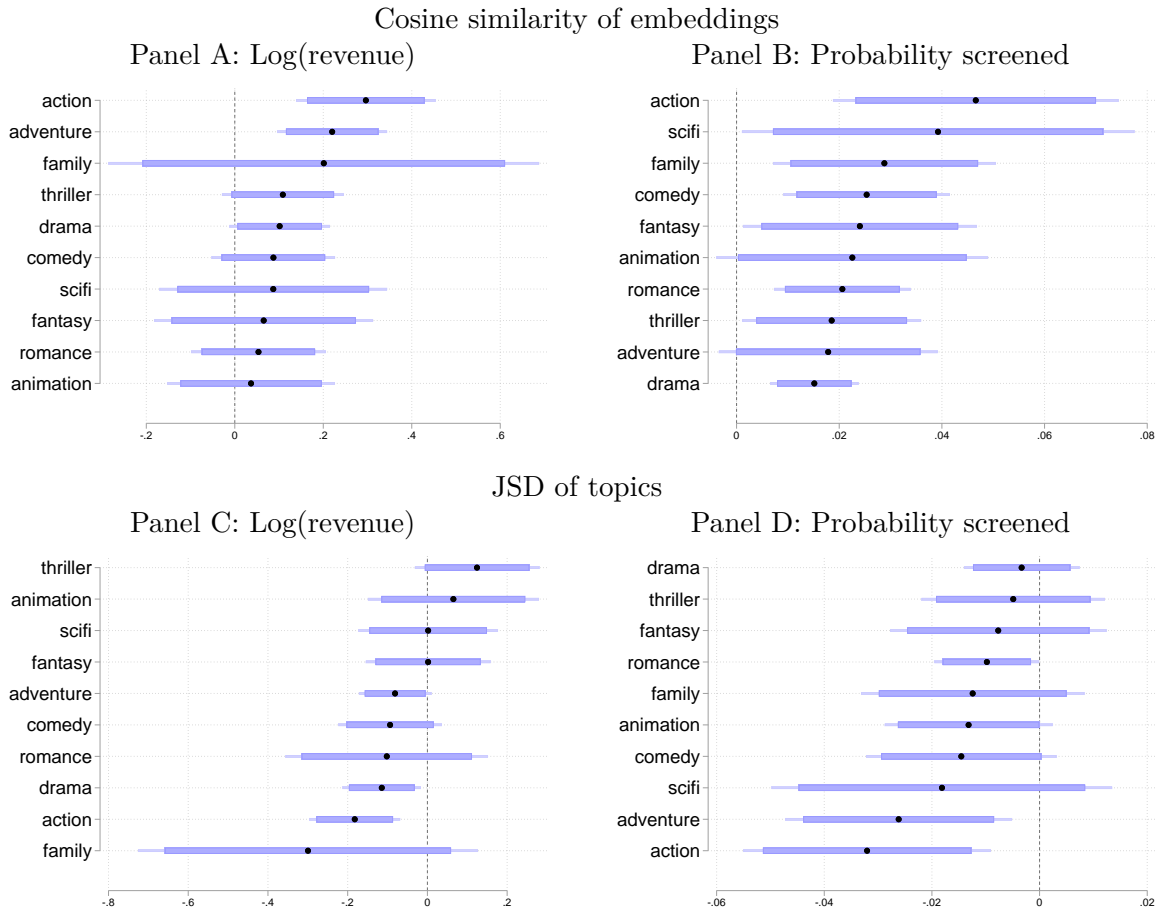 Cosine similarity of embeddings
Panel A: Log(revenue)
action
adventure
family
thriller
drama
comedy
scifi
fantasy
romance
animation
-.2 0 .2 .4 .6
Panel B: Probability screened
action
scifi
family
comedy
fantasy
animation
romance
thriller
adventure
drama
0 .02 .04 .06 .08
JSD of topics
Panel C: Log(revenue)
thriller
animation
scifi
fantasy
adventure
comedy
romance
drama
action
family
-.8 -.6 -.4 -.2 0 .2
Panel D: Probability screened
drama
thriller
fantasy
romance
family
animation
comedy
scifi
adventure
action
-.06 -.04 -.02 0 .02